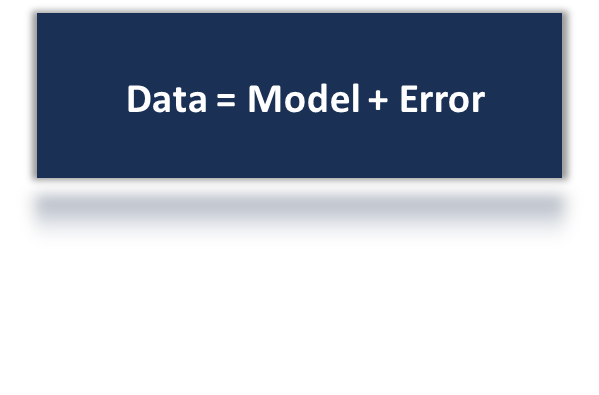 Data = Model + Error